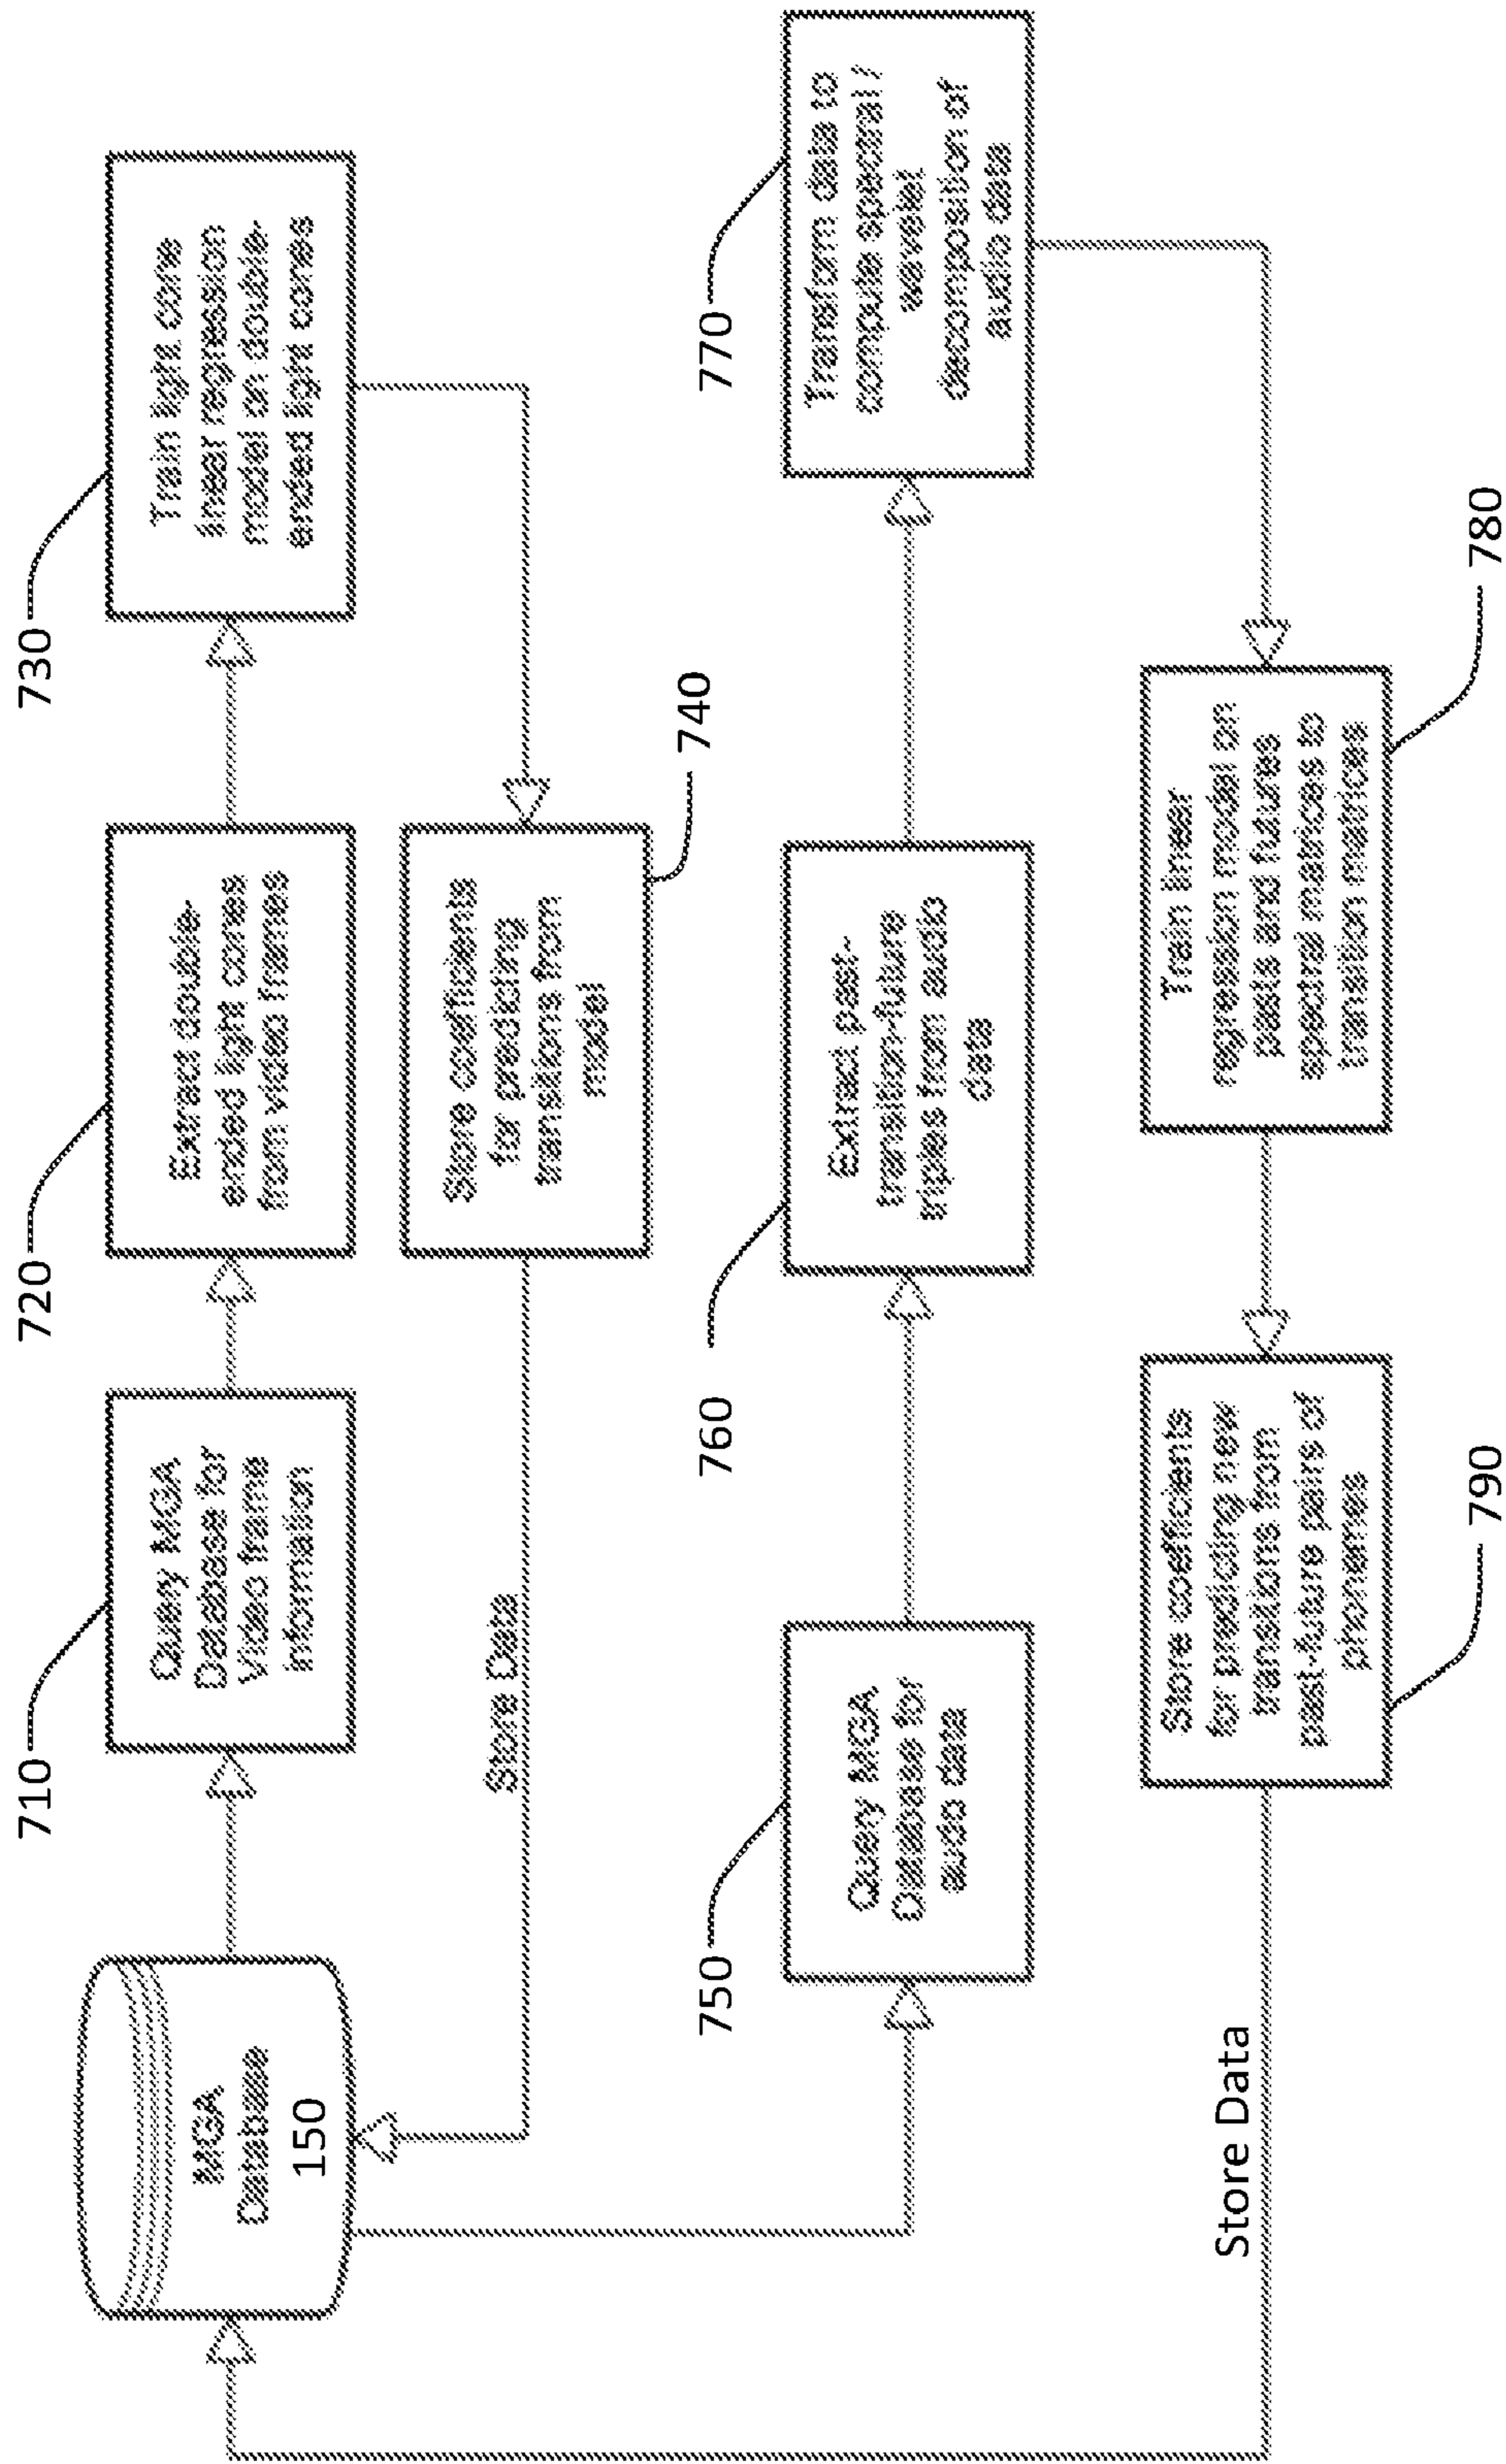 MGA
Database
150
710
Query MGA
Database for
Video frame
information
720
Extract double-
ended light cones
from video frames
730
Train light cone
linear regression
model on double-
ended light cones
Store Data
Store coefficients
for predicting
transitions from
model
740
750
Query MGA
Database for
audo data
760
Extract past-
transition-future
triples from audio
data
770
Transform data to
compute spectral /
wavelet
decomposition of
audio data
Store Data
Store coefficients
for predicting new
transitions from
past-future pairs of
phonemes
790
Train linear
regression model on
pasts and futures
spectral matrices to
transition matrices
780